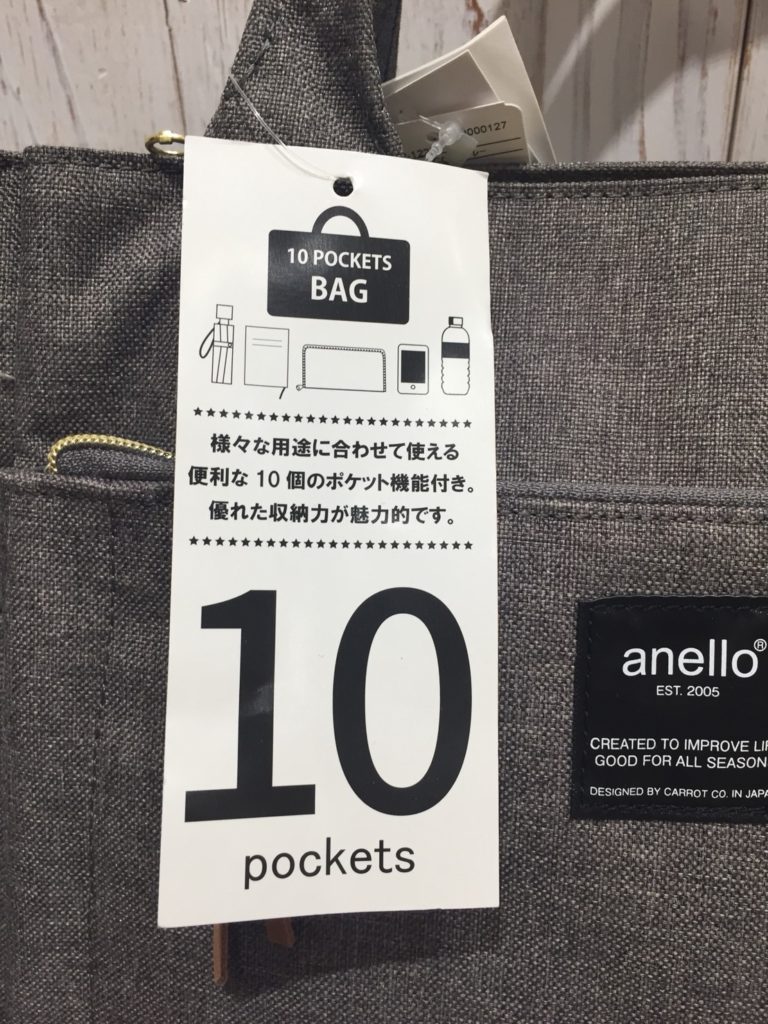 000127
10 POCKETS
BAG
様々な用途に合わせて使える
便利な 10 個のポケット機能付き。
優れた収納力が魅力的です。
10
pockets
anello®
EST. 2005
CREATED TO IMPROVE
GOOD FOR ALL SEASON
DESIGNED BY CARROT CO. IN